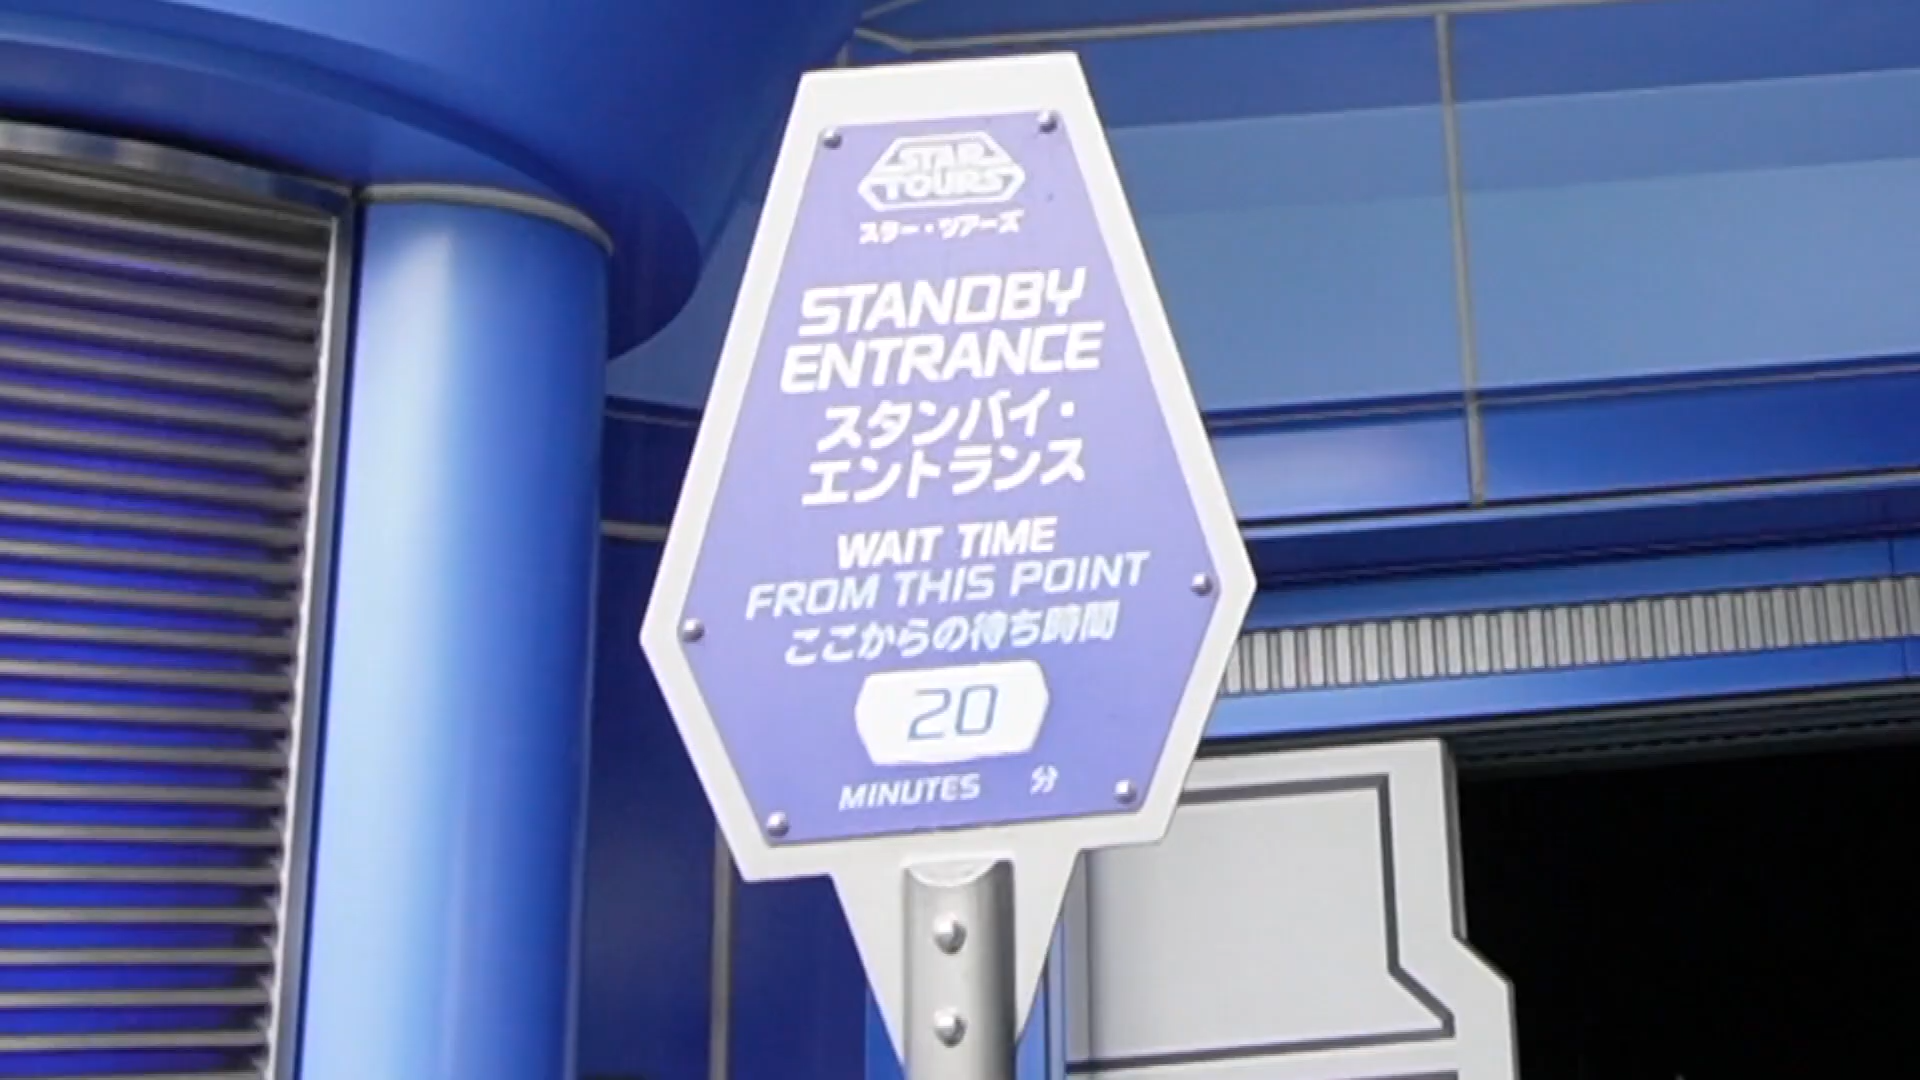 STAR
TOURS
スター・ツアーズ
STANDBY
ENTRANCE
スタンバイ・
エントランス
WAIT TIME
FROM THIS POINT
ここからの待ち時間
20
MINUTES 分